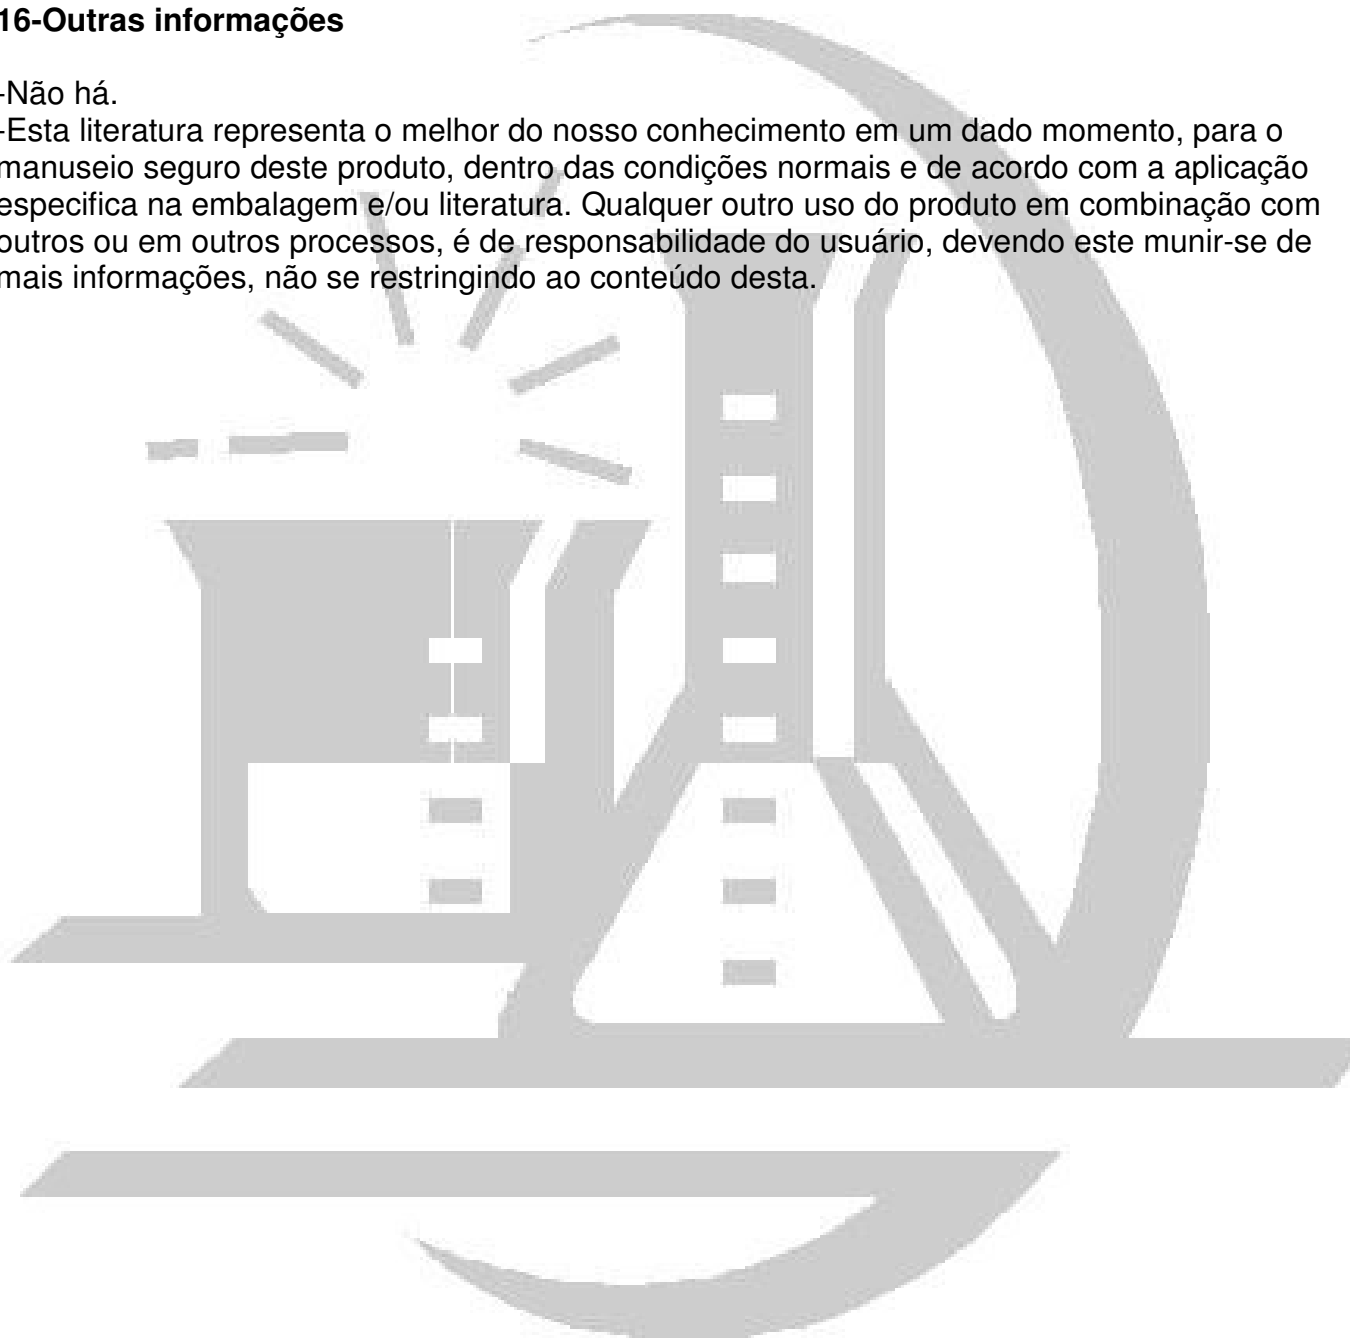 16-Outras informações
-Não há.
-Esta literatura representa o melhor do nosso conhecimento em um dado momento, para o
manuseio seguro deste produto, dentro das condições normais e de acordo com a aplicação
especifica na embalagem e/ou literatura. Qualquer outro uso do produto em combinação com
outros ou em outros processos, é de responsabilidade do usuário, devendo este munir-se de
mais informações, não se restringindo ao conteúdo desta.